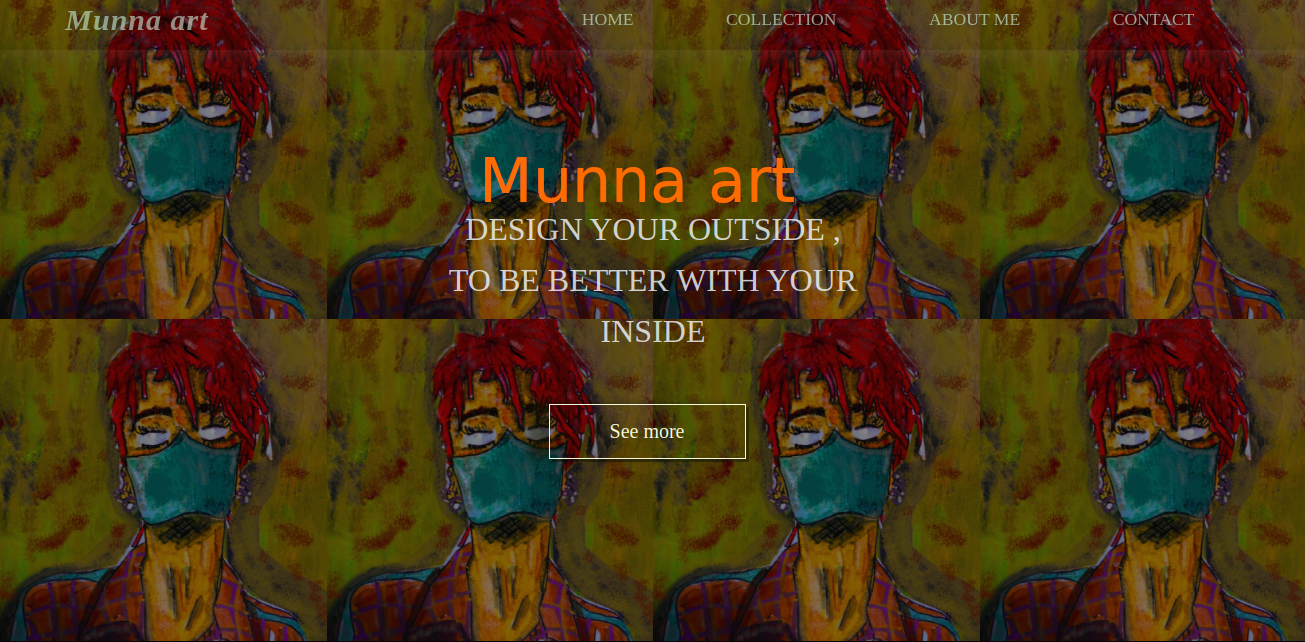 Munna art
HOME COLLECTION ABOUT ME CONTACT
Munna art
DESIGN YOUR OUTSIDE ,
TO BE BETTER WITH YOUR
INSIDE
See more